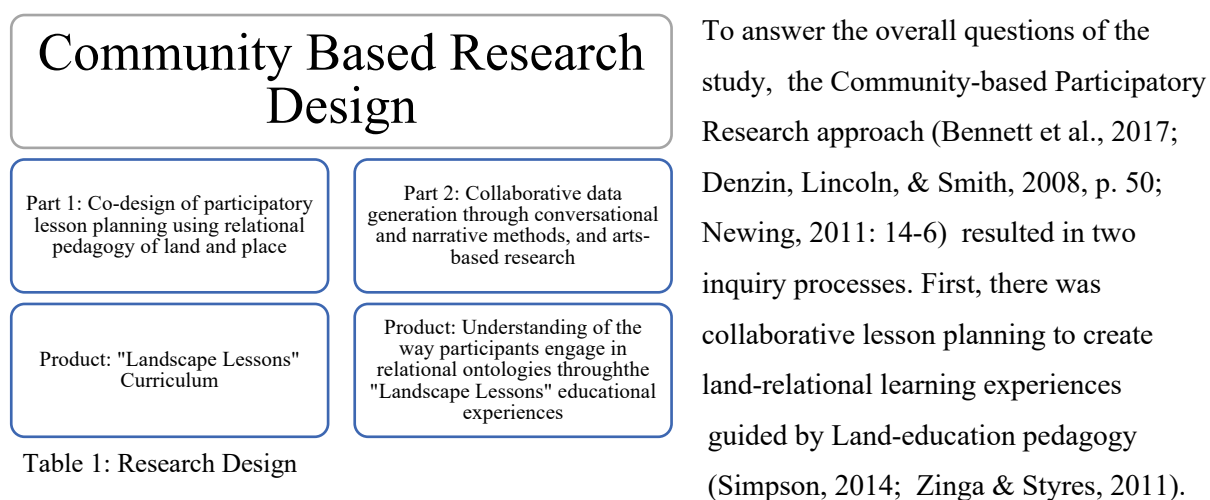 Community Based Research
Design
Part 1: Co-design of participatory
lesson planning using relational
pedagogy of land and place
Part 2: Collaborative data
generation through conversational
and narrative methods, and arts-
based research
Product: "Landscape Lessons"
Curriculum
Product: Understanding of the
way participants engage in
relational ontologies throughthe
"Landscape Lessons" educational
experiences
Table 1: Research Design
To answer the overall questions of the
study,  the Community-based Participatory
Research approach (Bennett et al., 2017;
Denzin, Lincoln, & Smith, 2008, p. 50;
Newing, 2011: 14-6)  resulted in two
inquiry processes. First, there was
collaborative lesson planning to create
land-relational learning experiences
guided by Land-education pedagogy
(Simpson, 2014;  Zinga & Styres, 2011).